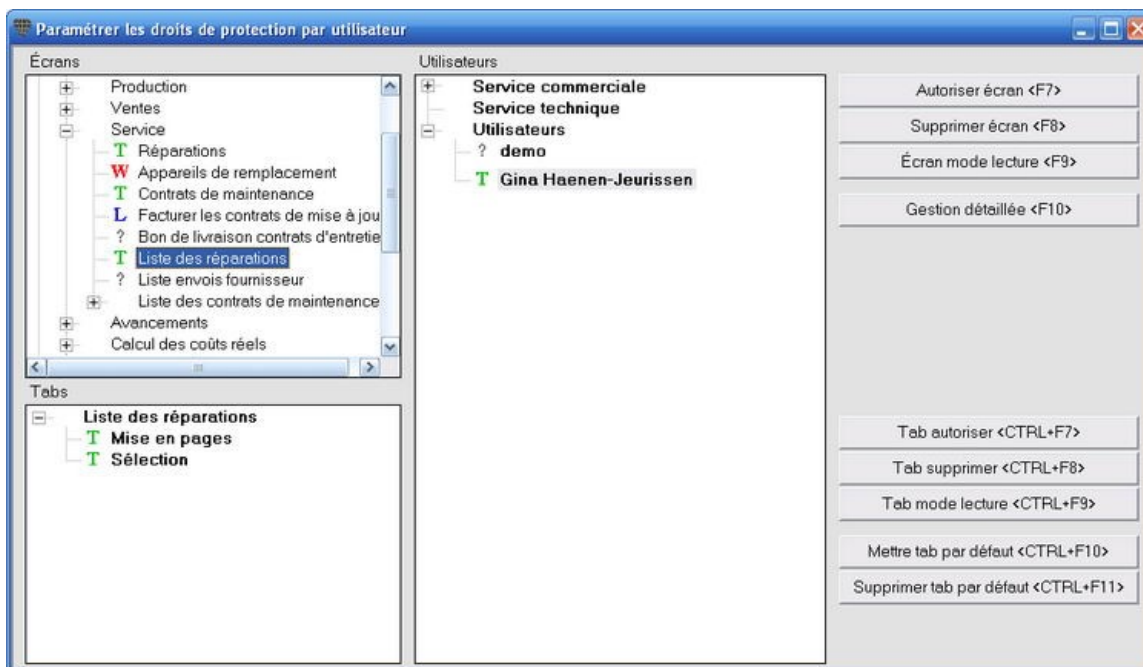 Paramétrer les droits de protection par utilisateur
Écrans
Production
Ventes
Service
T Réparations
W Appareils de remplacement
T Contrats de maintenance
L Facturer les contrats de mise à jou
? Bon de livraison contrats d'entretie
T Liste des réparations
? Liste envois fournisseur
Liste des contrats de maintenance
Avancements
Calcul des coûts réels
Tabs
Liste des réparations
T Mise en pages
T Sélection
Utilisateurs
Service commerciale
Service technique
Utilisateurs
? demo
T Gina Haenen-Jeurissen
Autoriser écran <F7>
Supprimer écran <F8>
Écran mode lecture <F9>
Gestion détaillée <F10>
Tab autoriser <CTRL+F7>
Tab supprimer <CTRL+F8>
Tab mode lecture <CTRL+F9>
Mettre tab par défaut <CTRL+F10>
Supprimer tab par défaut <CTRL+F11>